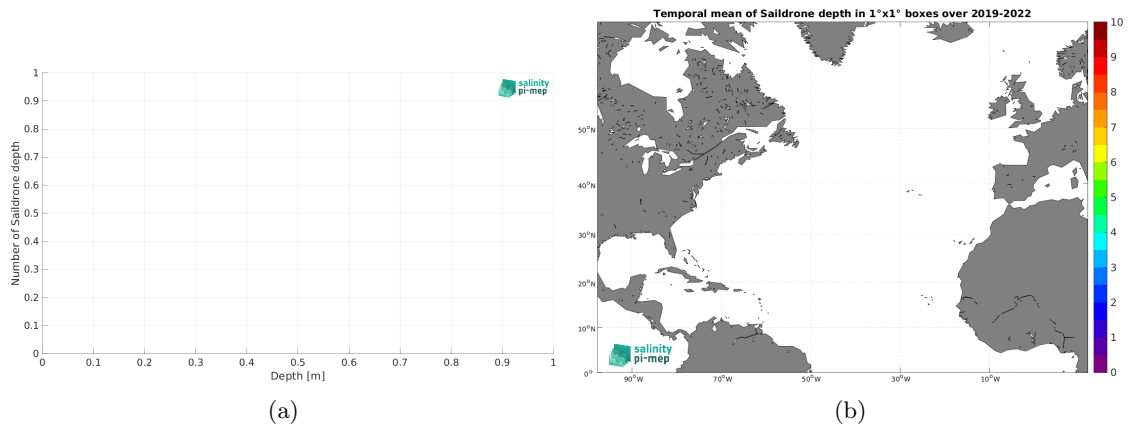 Temporal mean of Saildrone depth in 1°x1° boxes over 2019-2022
1
0.9
0.8
0.7
0.6
0.5
0.4
0.3
0.2
0.1
0
Number of Saildrone depth
0 0.1 0.2 0.3 0.4 0.5 0.6 0.7 0.8 0.9 1
Depth [m]
salinity
pi-mep
(a)
50°N
40°N
30°N
20°N
10°N
0°
90°W 70°W 50°W 30°W 10°W
salinity
pi-mep
10
9
8
7
6
5
4
3
2
1
0
(b)